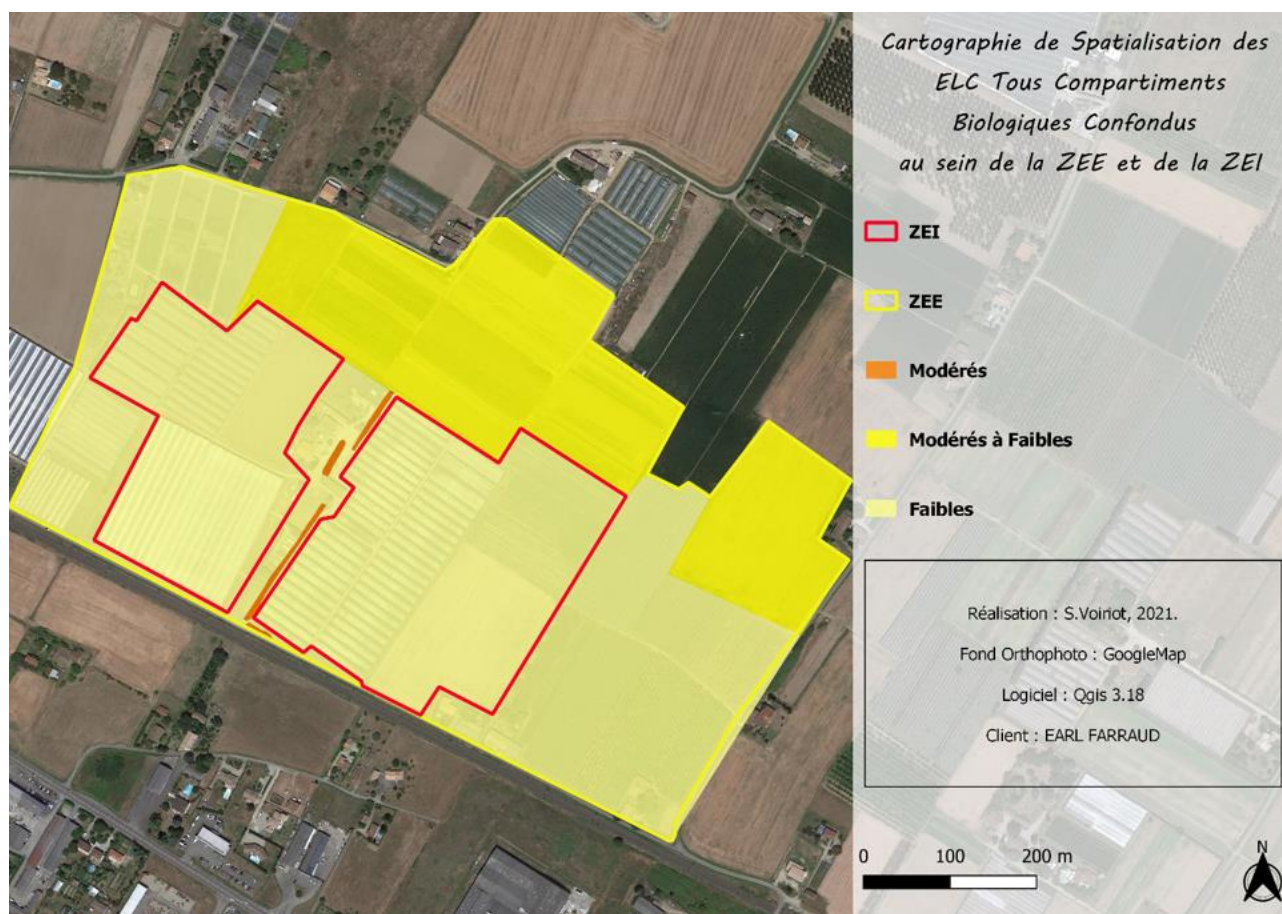 Cartographie de Spatialisation des
ELC Tous Compartiments
Biologiques Confondus
au sein de la ZEE et de la ZEI
ZEI
ZEE
Modérés
Modérés à Faibles
Faibles
Réalisation : S.Voiriot, 2021.
Fond Orthophoto : GoogleMap
Logiciel : Qgis 3.18
Client : EARL FARRAUD
0 100 200 m
N